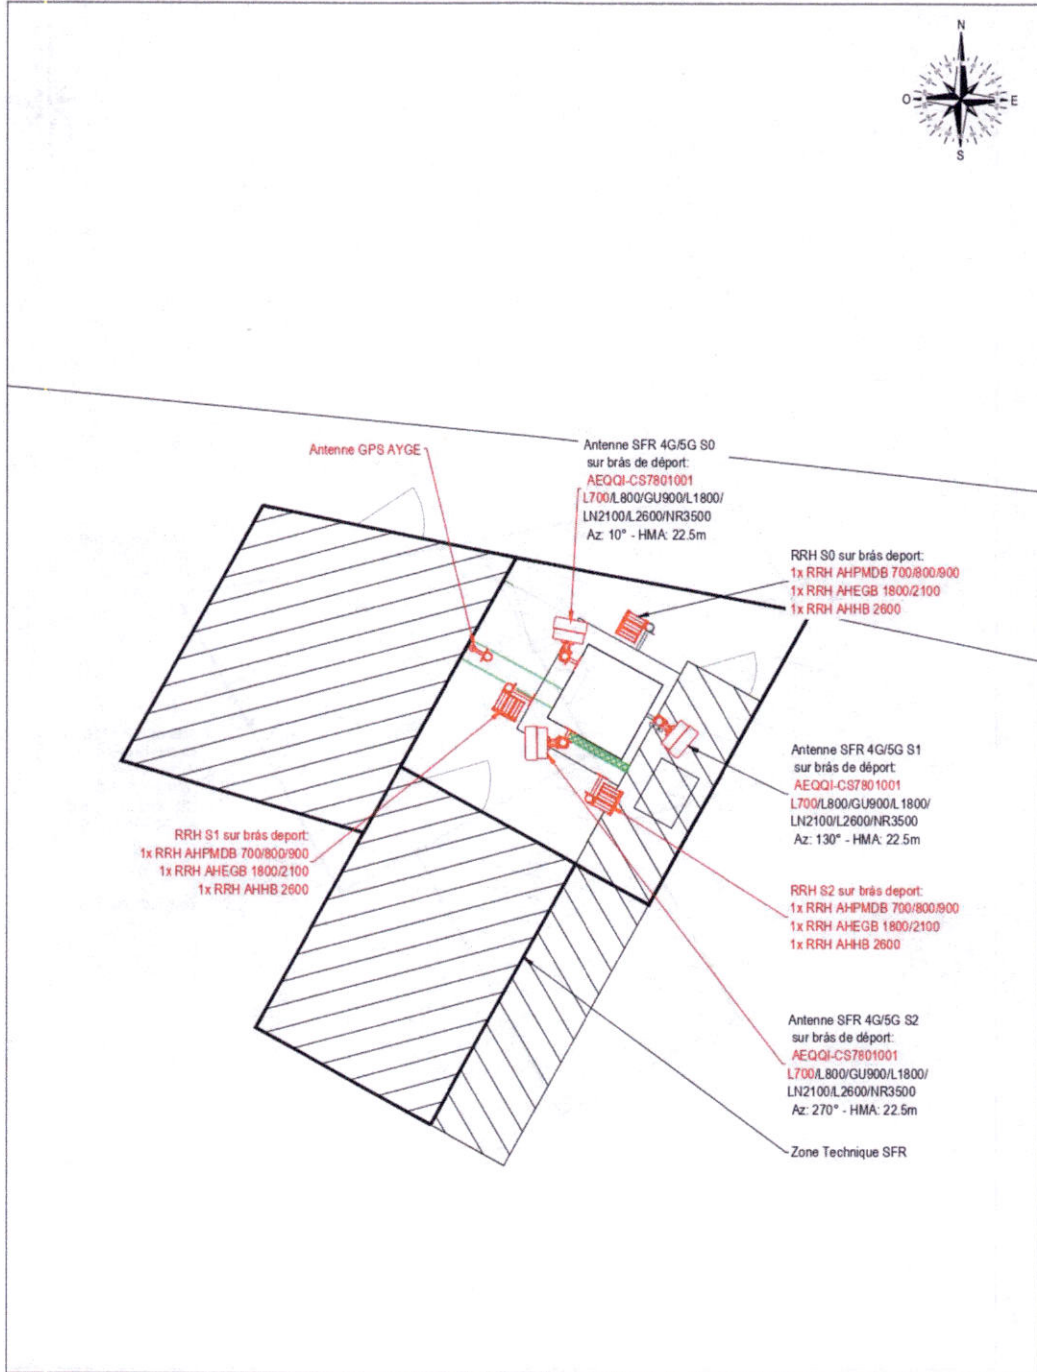 N
O
E
S
Antenne GPS AYGE
Antenne SFR 4G/5G S0
sur brâs de déport:
AEQQI-CS7801001
L700/L800/GU900/L1800/
LN2100/L2600/NR3500
Az: 10° - HMA: 22.5m
RRH S0 sur brâs deport:
1x RRH AHPMDB 700/800/900
1x RRH AHEGB 1800/2100
1x RRH AHHB 2600
Antenne SFR 4G/5G S1
sur brâs de déport:
AEQQI-CS7801001
L700/L800/GU900/L1800/
LN2100/L2600/NR3500
Az: 130° - HMA: 22.5m
RRH S1 sur brâs deport:
1x RRH AHPMDB 700/800/900
1x RRH AHEGB 1800/2100
1x RRH AHHB 2600
RRH S2 sur brâs deport:
1x RRH AHPMDB 700/800/900
1x RRH AHEGB 1800/2100
1x RRH AHHB 2600
Antenne SFR 4G/5G S2
sur brâs de déport:
AEQQI-CS7801001
L700/L800/GU900/L1800/
LN2100/L2600/NR3500
Az: 270° - HMA: 22.5m
Zone Technique SFR